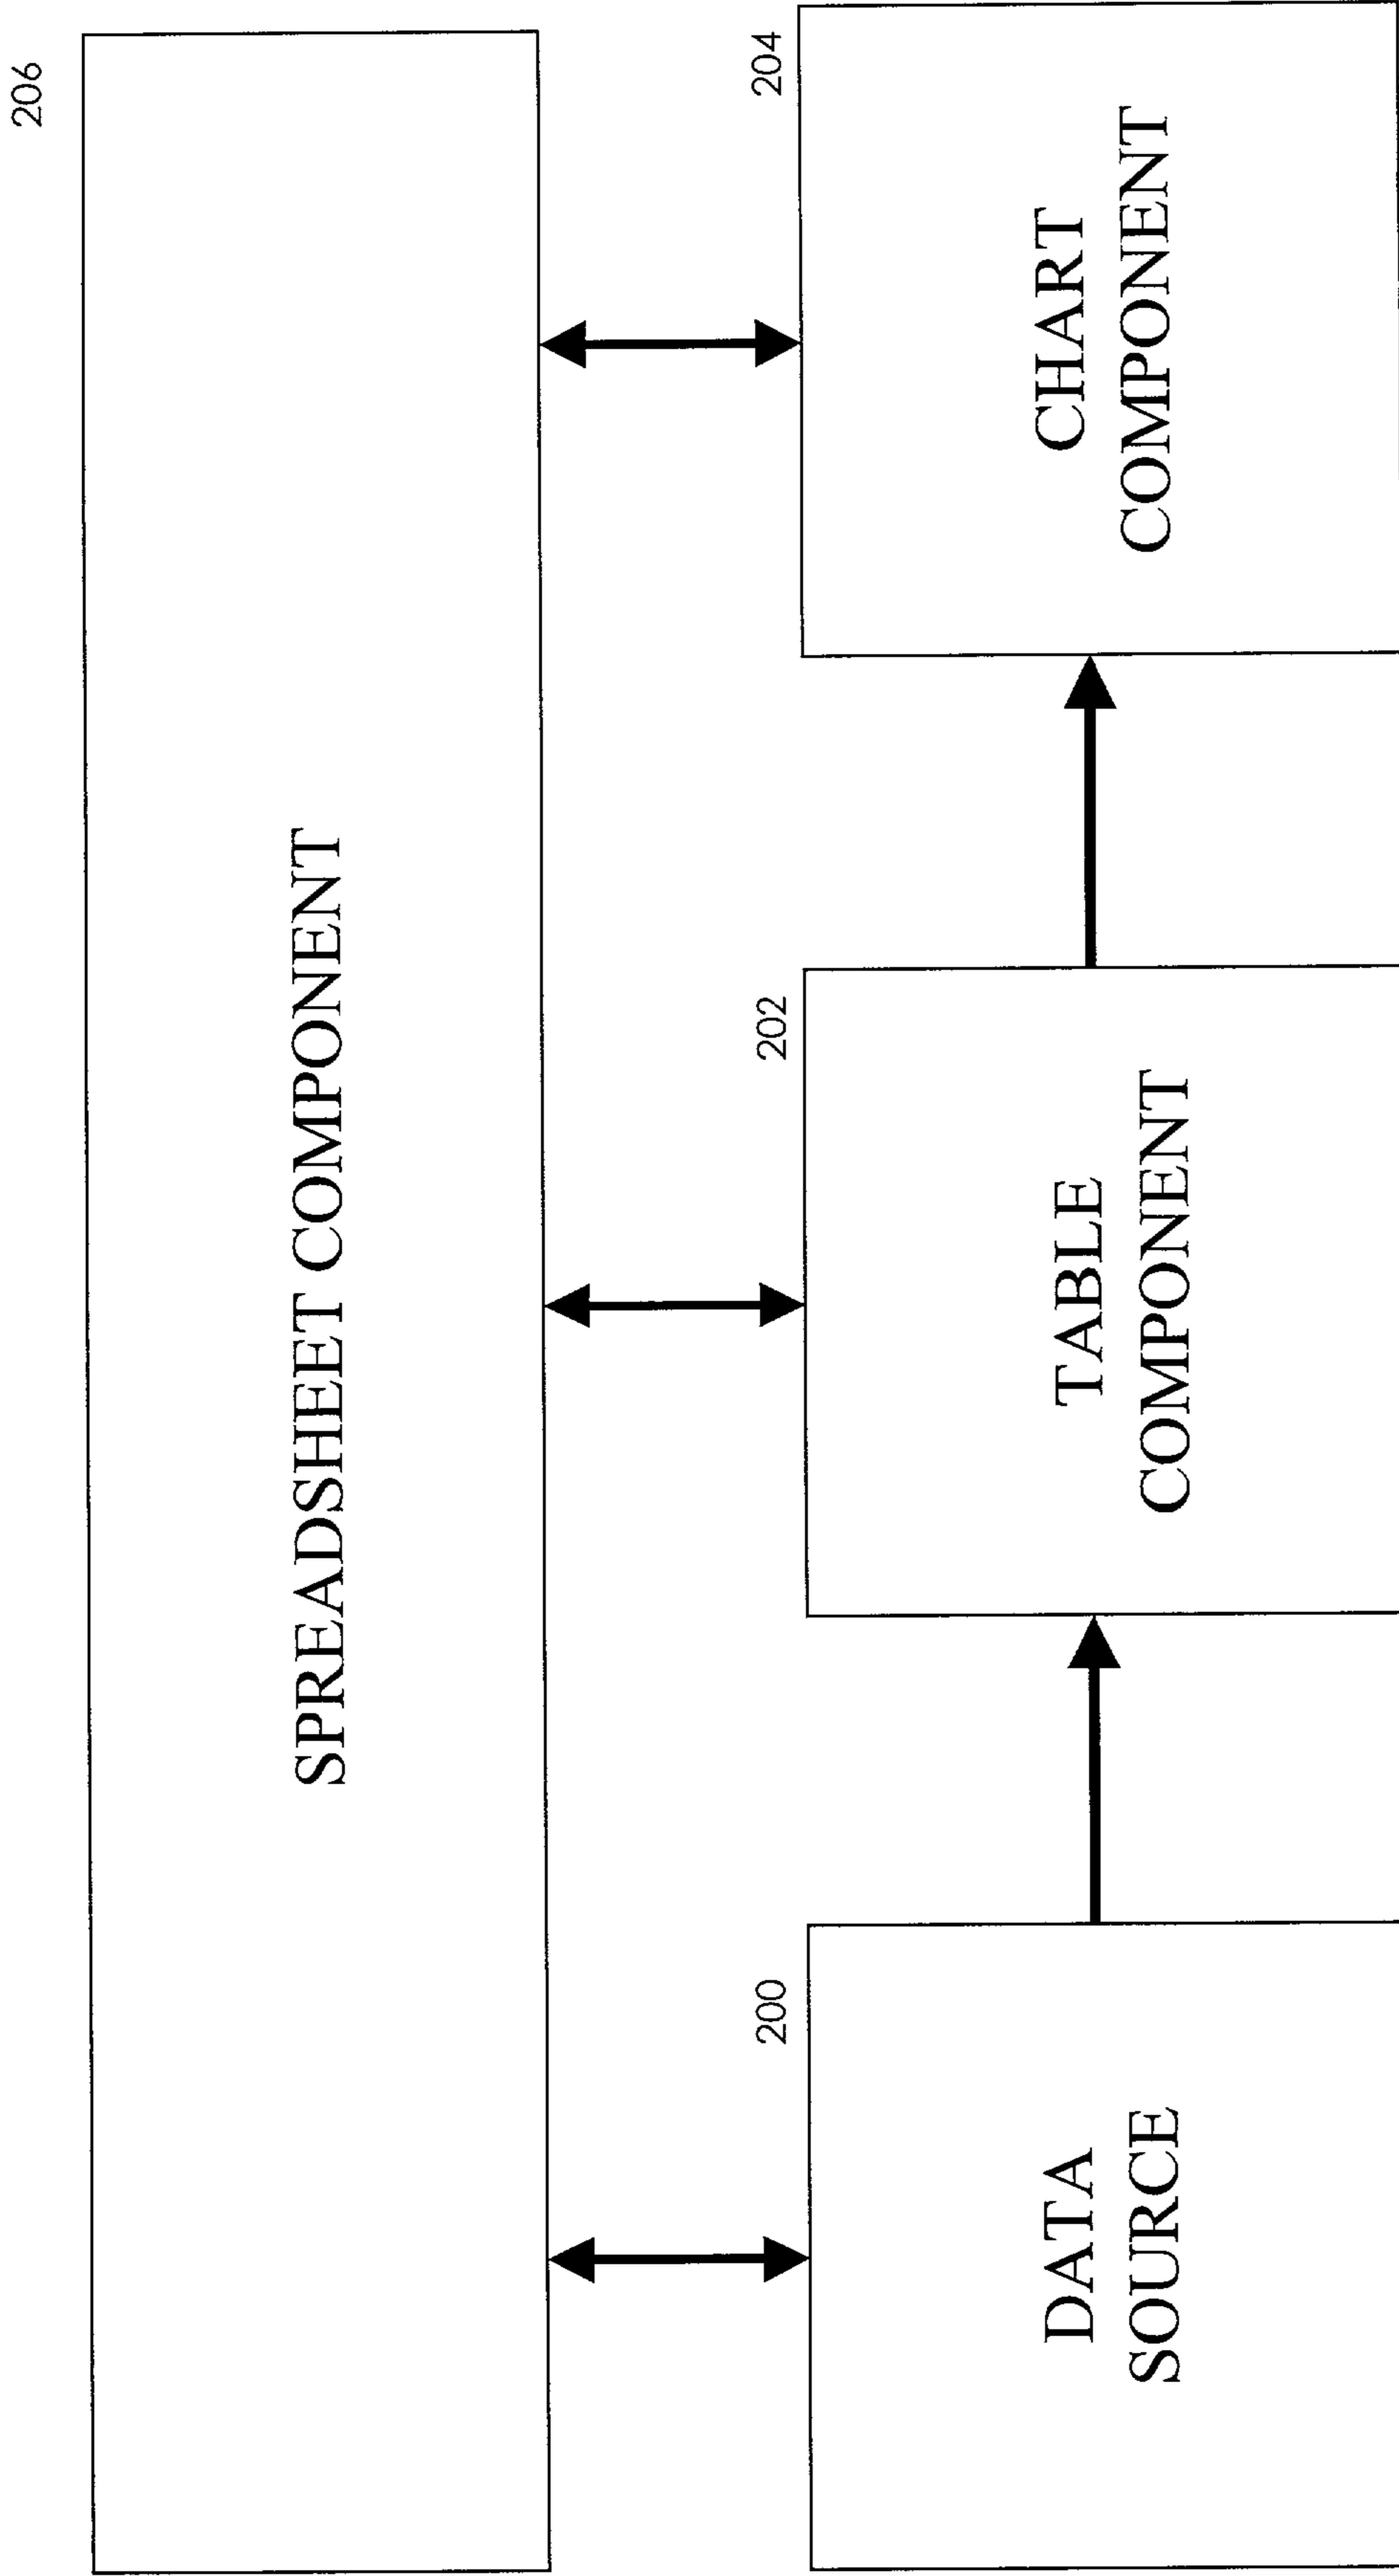 206
SPREADSHEET COMPONENT
200
202
204
DATA
SOURCE
TABLE
COMPONENT
CHART
COMPONENT